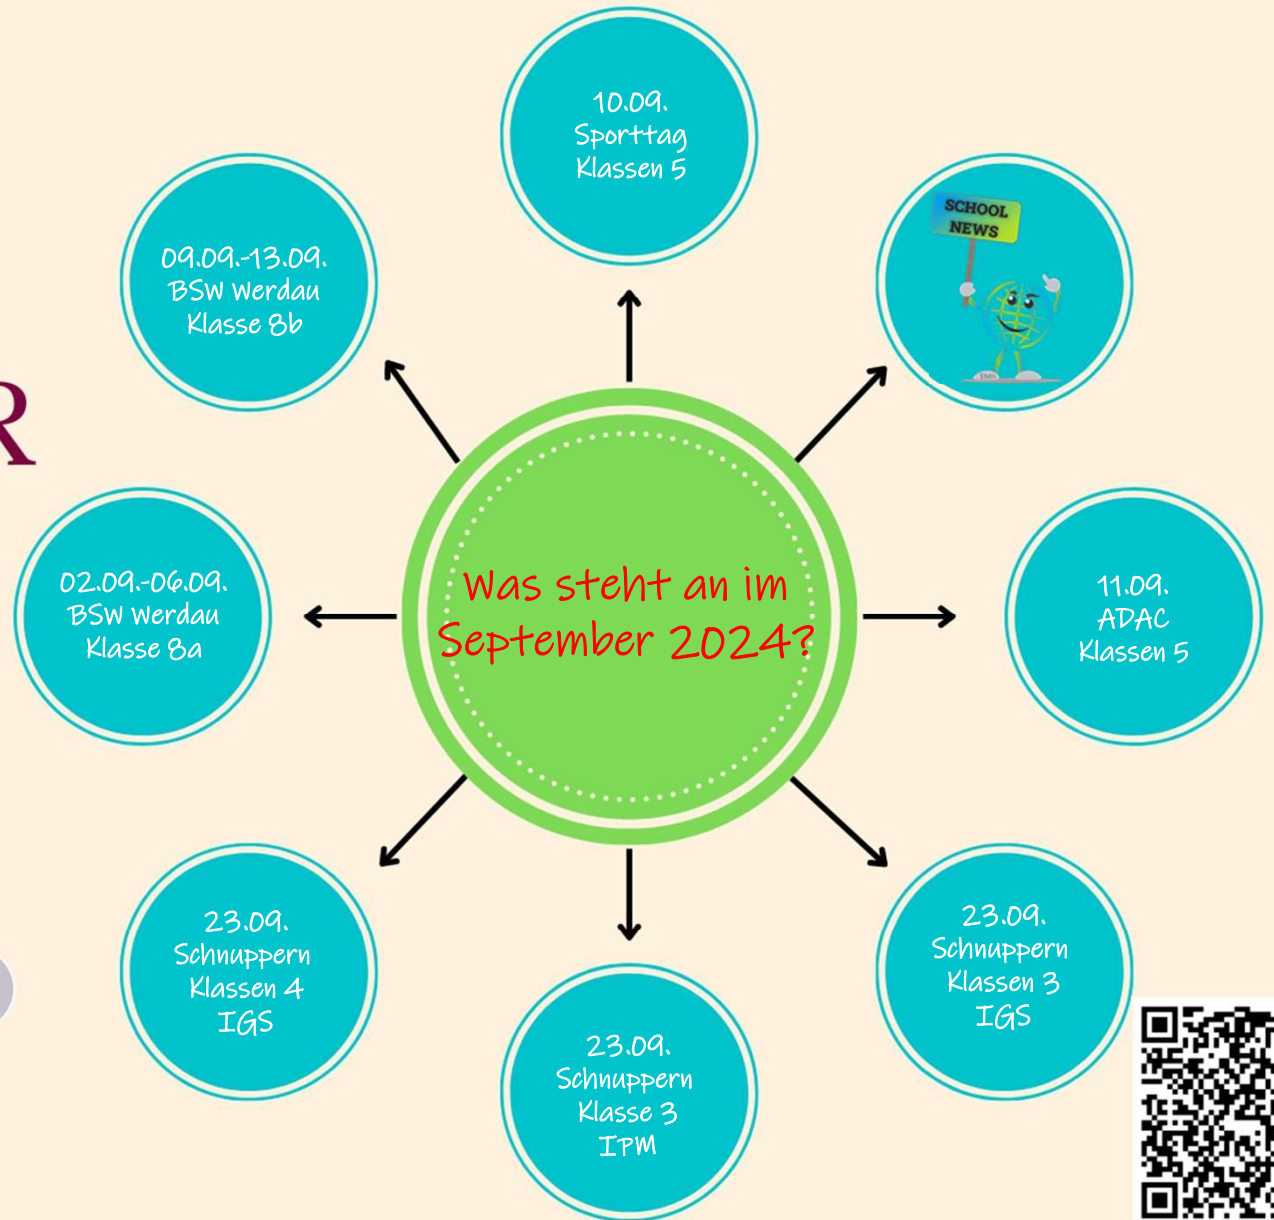 10.09.
Sporttag
Klassen 5
09.09.-13.09.
BSW Werdau
Klasse 8b
SCHOOL
NEWS
R
02.09.-06.09.
BSW Werdau
Klasse 8a
Was steht an im
September 2024?
11.09.
ADAC
Klassen 5
23.09.
Schnuppern
Klassen 4
IGS
23.09.
Schnuppern
Klasse 3
IPM
23.09.
Schnuppern
Klassen 3
IGS